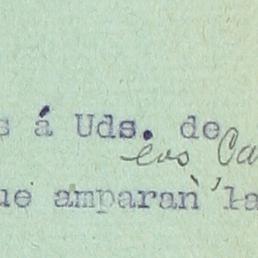 s á Uds. de
los Ca
ue amparan la